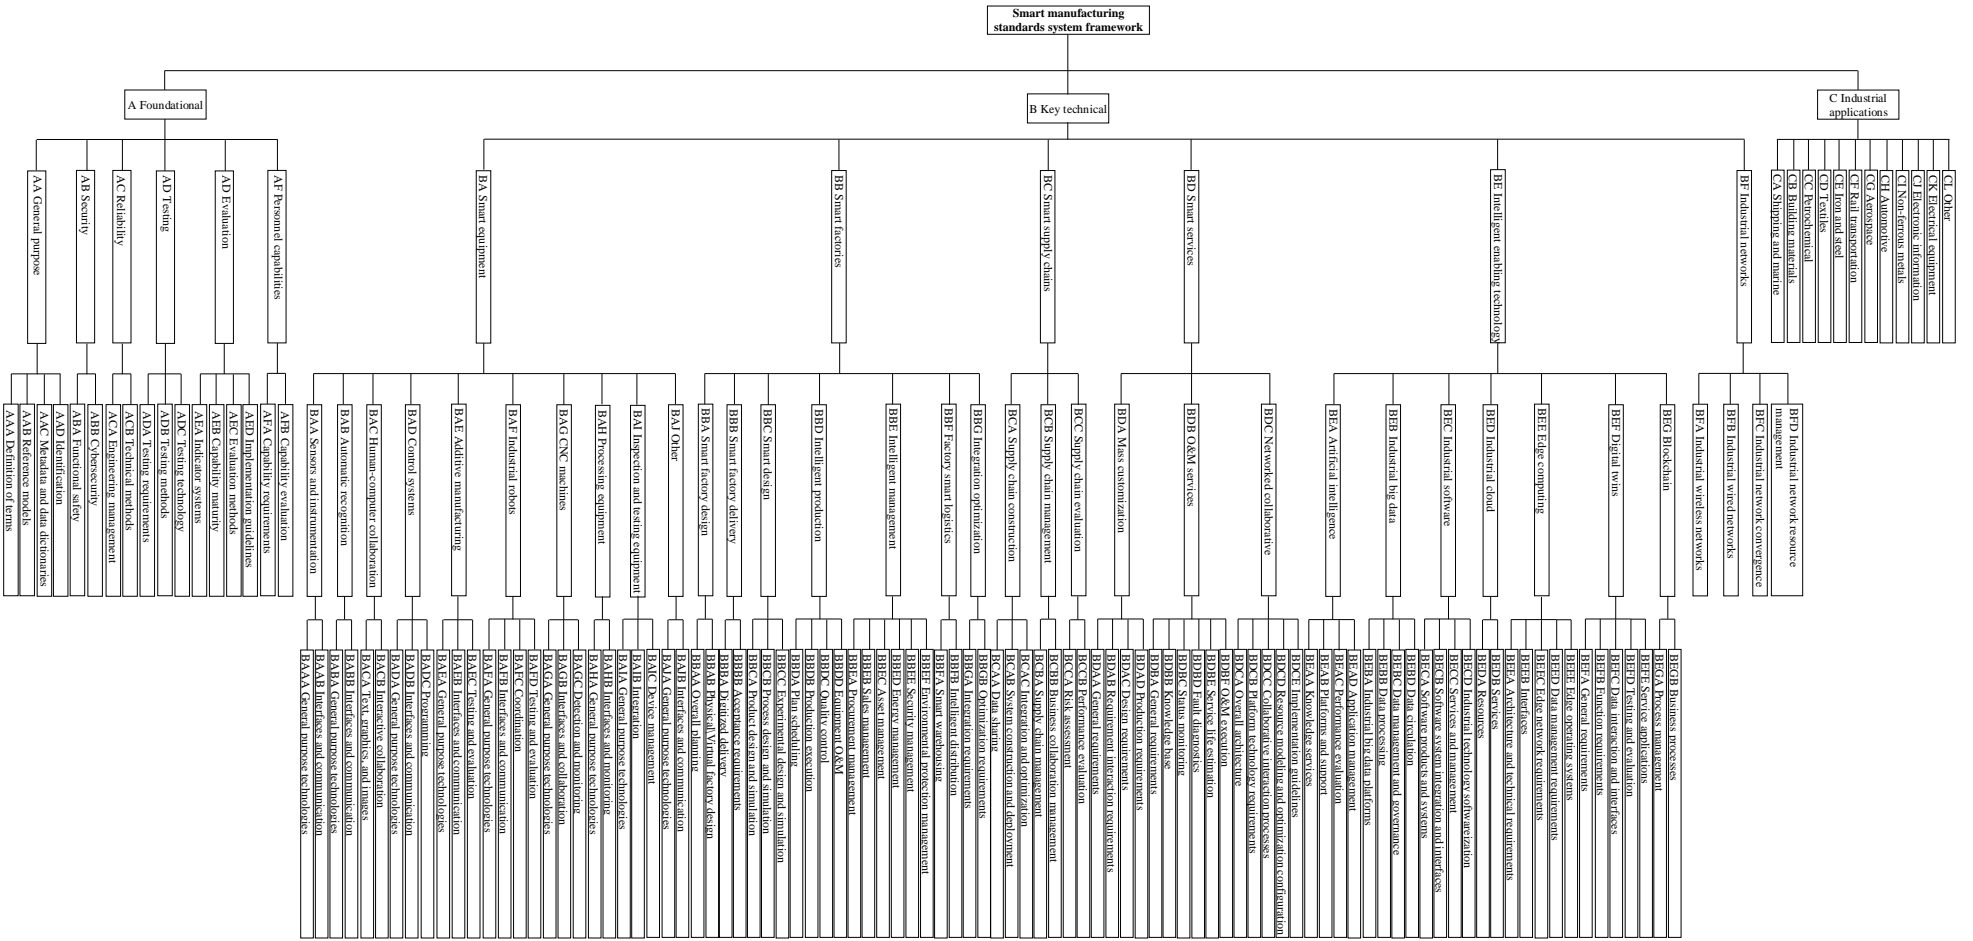 Smart manufacturing
standards system framework
A Foundational
B Key technical
C Industrial
applications
AA General purpose
AB Security
AC Reliability
AD Testing
AD Evaluation
AF Personnel capabilities
BA Smart equipment
BB Smart factories
BC Smart supply chains
BD Smart services
BE Intelligent enabling technology
BF Industrial networks
CA Shipping and marine
CB Building materials
CC Petrochemical
CD Textiles
CE Iron and steel
CF Rail transportation
CG Aerospace
CH Automotive
CI Non-ferrous metals
CJ Electronic information
CK Electrical equipment
CL Other
AAA Definition of terms
AAB Reference models
AAC Metadata and data dictionaries
AAD Identification
ABA Functional safety
ABB Cybersecurity
ACA Engineering management
ACB Technical methods
ADA Testing requirements
ADB Testing methods
ADC Testing technology
AEA Indicator systems
AEB Capability maturity
AEC Evaluation methods
AED Implementation guidelines
AFA Capability requirements
AFB Capability evaluation
BAA Sensors and instrumentation
BAB Automatic recognition
BAC Human-computer collaboration
BAD Control systems
BAE Additive manufacturing
BAF Industrial robots
BAG CNC machines
BAH Processing equipment
BAI Inspection and testing equipment
BAJ Other
BBA Smart factory design
BBB Smart factory delivery
BBC Smart design
BBD Intelligent production
BBE Intelligent management
BBF Factory smart logistics
BBG Integration optimization
BCA Supply chain construction
BCB Supply chain management
BCC Supply chain evaluation
BDA Mass customization
BDB O&M services
BDC Networked collaborative
BEA Artificial intelligence
BEB Industrial big data
BEC Industrial software
BED Industrial cloud
BEE Edge computing
BEF Digital twins
BEG Blockchain
BFA Industrial wireless networks
BFB Industrial wired networks
BFC Industrial network convergence
BFD Industrial network resource
management
BAAA General purpose technologies
BAAB Interfaces and communication
BABA General purpose technologies
BABB Interfaces and communication
BACA Text, graphics, and images
BACB Interactive collaboration
BADA General purpose technologies
BADB Interfaces and communication
BADC Programming
BAEA General purpose technologies
BAEB Interfaces and communication
BAEC Testing and evaluation
BAFA General purpose technologies
BAFB Interfaces and communication
BAFC Coordination
BAFD Testing and evaluation
BAGA General purpose technologies
BAGB Interfaces and collaboration
BAGC Detection and monitoring
BAHA General purpose technologies
BAHB Interfaces and monitoring
BAIA General purpose technologies
BAIB Integration
BAIC Device management
BAJA General purpose technologies
BAJB Interfaces and communication
BBAA Overall planning
BBAB Physical/Virtual factory design
BBBA Digitized delivery
BBBB Acceptance requirements
BBCA Product design and simulation
BBCB Process design and simulation
BBCC Experimental design and simulation
BBDA Plan scheduling
BBDB Production execution
BBDC Quality control
BBDD Equipment O&M
BBEA Procurement management
BBEB Sales management
BBEC Asset management
BBED Energy management
BBEE Security management
BBEF Environmental protection management
BBFA Smart warehousing
BBFB Intelligent distribution
BBGA Integration requirements
BBGB Optimization requirements
BCAA Data sharing
BCAB System construction and deployment
BCAC Integration and optimization
BCBA Supply chain management
BCBB Business collaboration management
BCCA Risk assessment
BCCB Performance evaluation
BDAA General requirements
BDAB Requirement interaction requirements
BDAC Design requirements
BDAD Production requirements
BDBA General requirements
BDBB Knowledge base
BDBC Status monitoring
BDBD Fault diagnostics
BDBE Service life estimation
BDBF O&M execution
BDCA Overall architecture
BDCB Platform technology requirements
BDCC Collaborative interaction processes
BDCD Resource modeling and optimization configuration
BDCE Implementation guidelines
BEAA Knowledge services
BEAB Platforms and support
BEAC Performance evaluation
BEAD Application management
BEBA Industrial big data platforms
BEBB Data processing
BEBC Data management and governance
BEBD Data circulation
BECA Software products and systems
BECB Software system integration and interfaces
BECC Services and management
BECD Industrial technology softwareization
BEDA Resources
BEDB Services
BEEA Architecture and technical requirements
BEEB Interfaces
BEEC Edge network requirements
BEED Data management requirements
BEEE Edge operating systems
BEFA General requirements
BEFB Function requirements
BEFC Data interaction and interfaces
BEFD Testing and evaluation
BEFE Service applications
BEGA Process management
BEGB Business processes